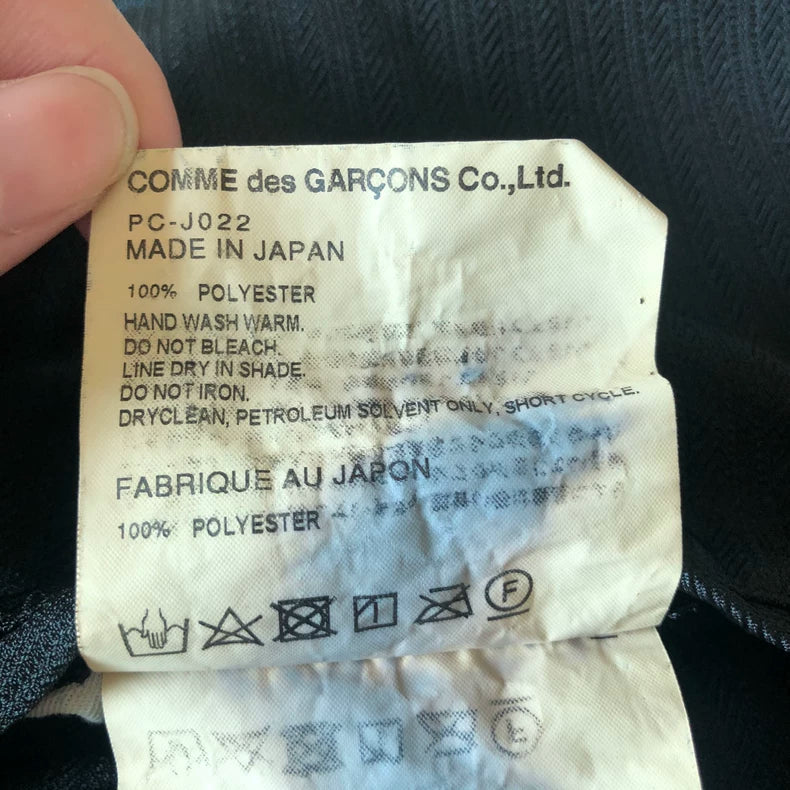 COMME des GARÇONS Co.,Ltd.
PC-J022
MADE IN JAPAN
100% POLYESTER
HAND WASH WARM.
DO NOT BLEACH.
LINE DRY IN SHADE.
DO NOT IRON.
DRYCLEAN, PETROLEUM SOLVENT ONLY, SHORT CYCLE.
FABRIQUE AU JAPON
100% POLYESTER
F